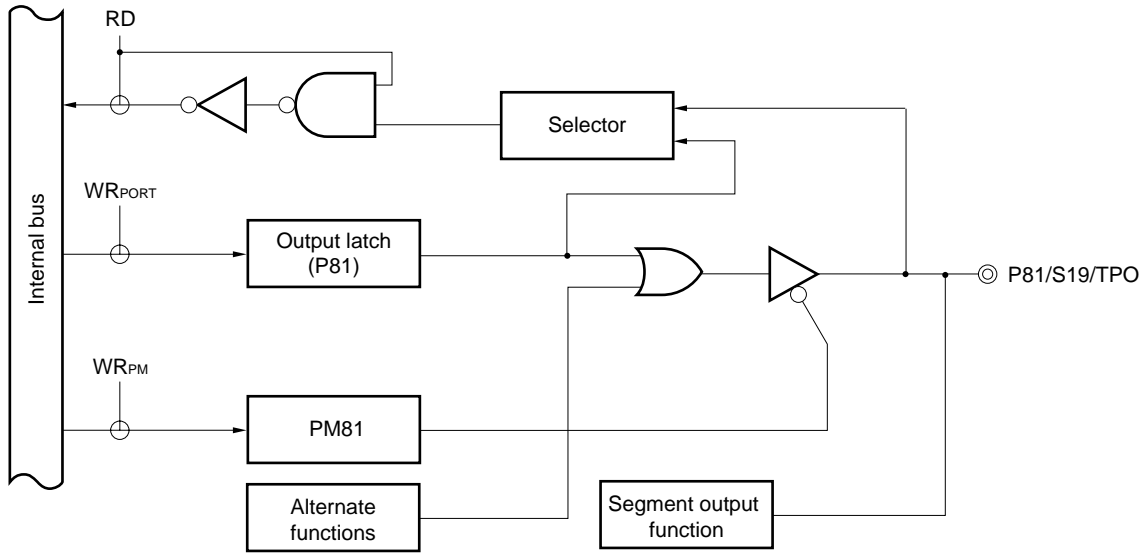 RD
Selector
WRPORT
Output latch
(P81)
Internal bus
P81/S19/TPO
WRPM
PM81
Alternate
functions
Segment output
function